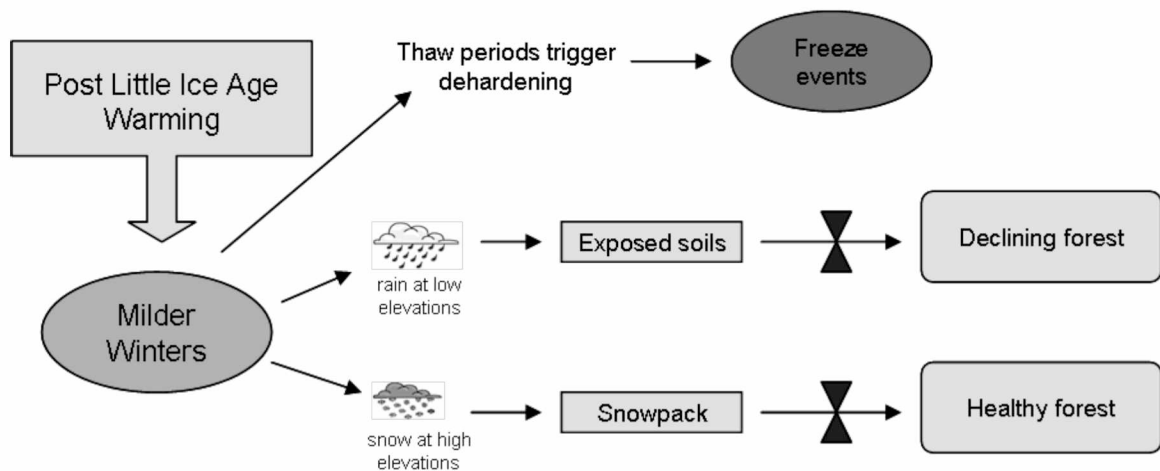 Post Little Ice Age
Warming
Thaw periods trigger
dehardening
Freeze
events
Milder
Winters
rain at low
elevations
Exposed soils
Declining forest
snow at high
elevations
Snowpack
Healthy forest